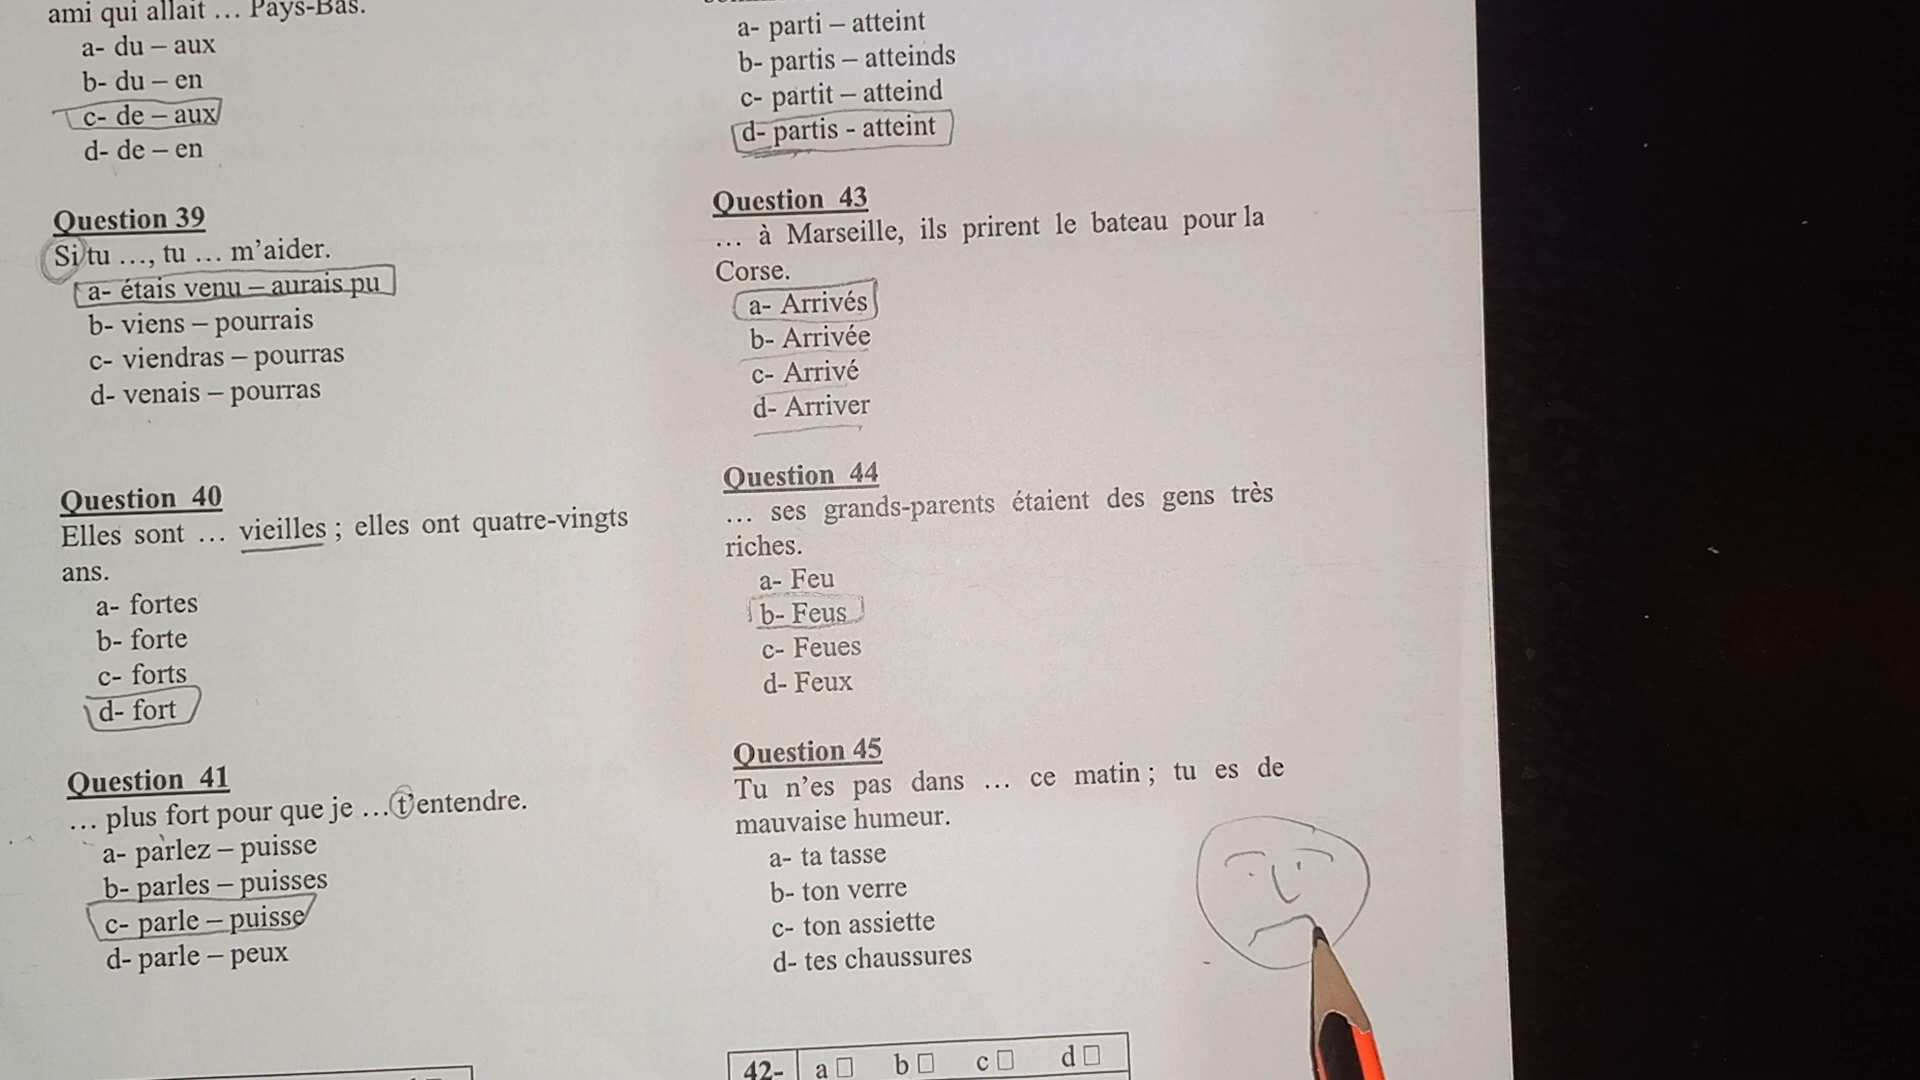 ami qui allait … Pays-Bas.
a- du – aux
b- du – en
c- de – aux
d- de – en
Question 39
Si tu …, tu … m’aider.
a- étais venu – aurais pu
b- viens – pourrais
c- viendras – pourras
d- venais – pourras
Question 40
Elles sont … vieilles ; elles ont quatre-vingts
ans.
a- fortes
b- forte
c- forts
d- fort
Question 41
… plus fort pour que je … t’entendre.
a- parlez – puisse
b- parles – puisses
c- parle – puisse
d- parle – peux
a- parti – atteint
b- partis – atteinds
c- partit – atteind
d- partis - atteint
Question 43
… à Marseille, ils prirent le bateau pour la
Corse.
a- Arrivés
b- Arrivée
c- Arrivé
d- Arriver
Question 44
… ses grands-parents étaient des gens très
riches.
a- Feu
b- Feus
c- Feues
d- Feux
Question 45
Tu n’es pas dans … ce matin ; tu es de
mauvaise humeur.
a- ta tasse
b- ton verre
c- ton assiette
d- tes chaussures
42- a □ b □ c □ d □